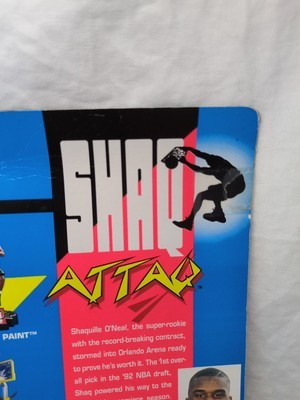 SHAQ
ATTAQ™
PAINT™
Shaquille O'Neal, the super-rookie
with the record-breaking contract,
stormed into Orlando Arena ready
to prove he's worth it. The 1st over-
all pick in the '92 NBA draft,
Shaq powered his way to the
season.